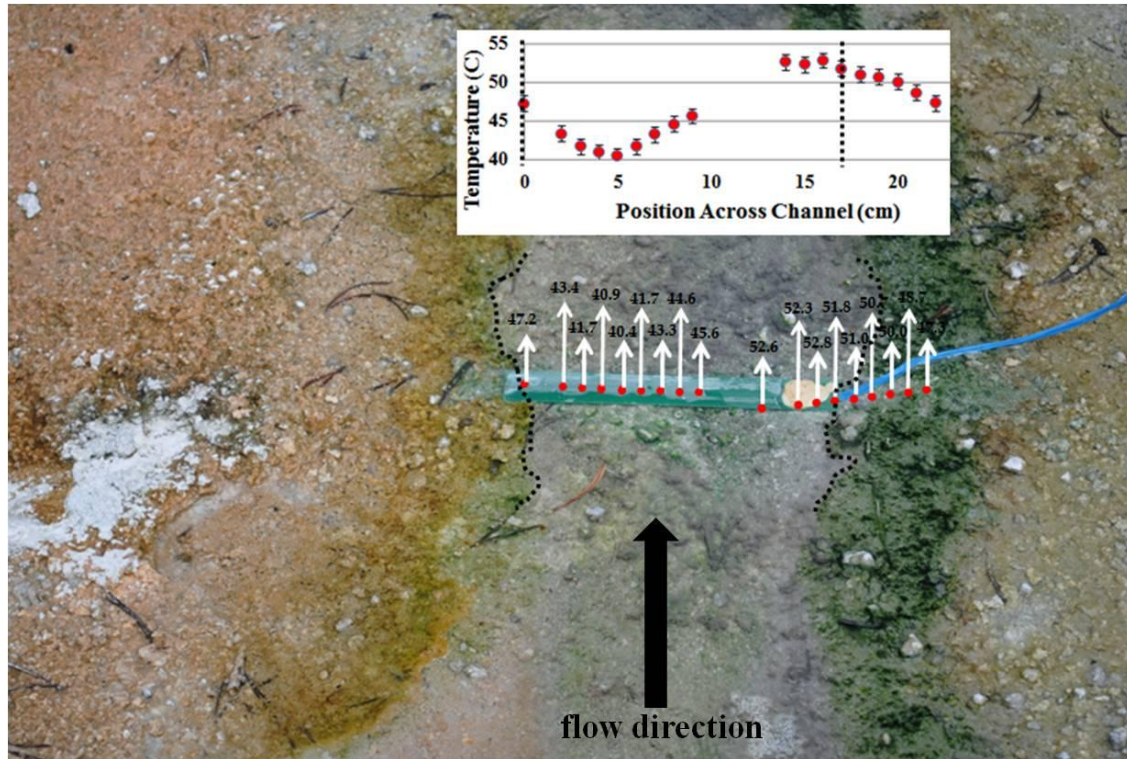 55
50
45
40
Temperature (C)
0 5 10 15 20
Position Across Channel (cm)
43.4 40.9 41.7 44.6 52.3 51.8 48.7
47.2 41.7 40.4 43.3 45.6 52.6 52.8 51.0 50.0
flow direction